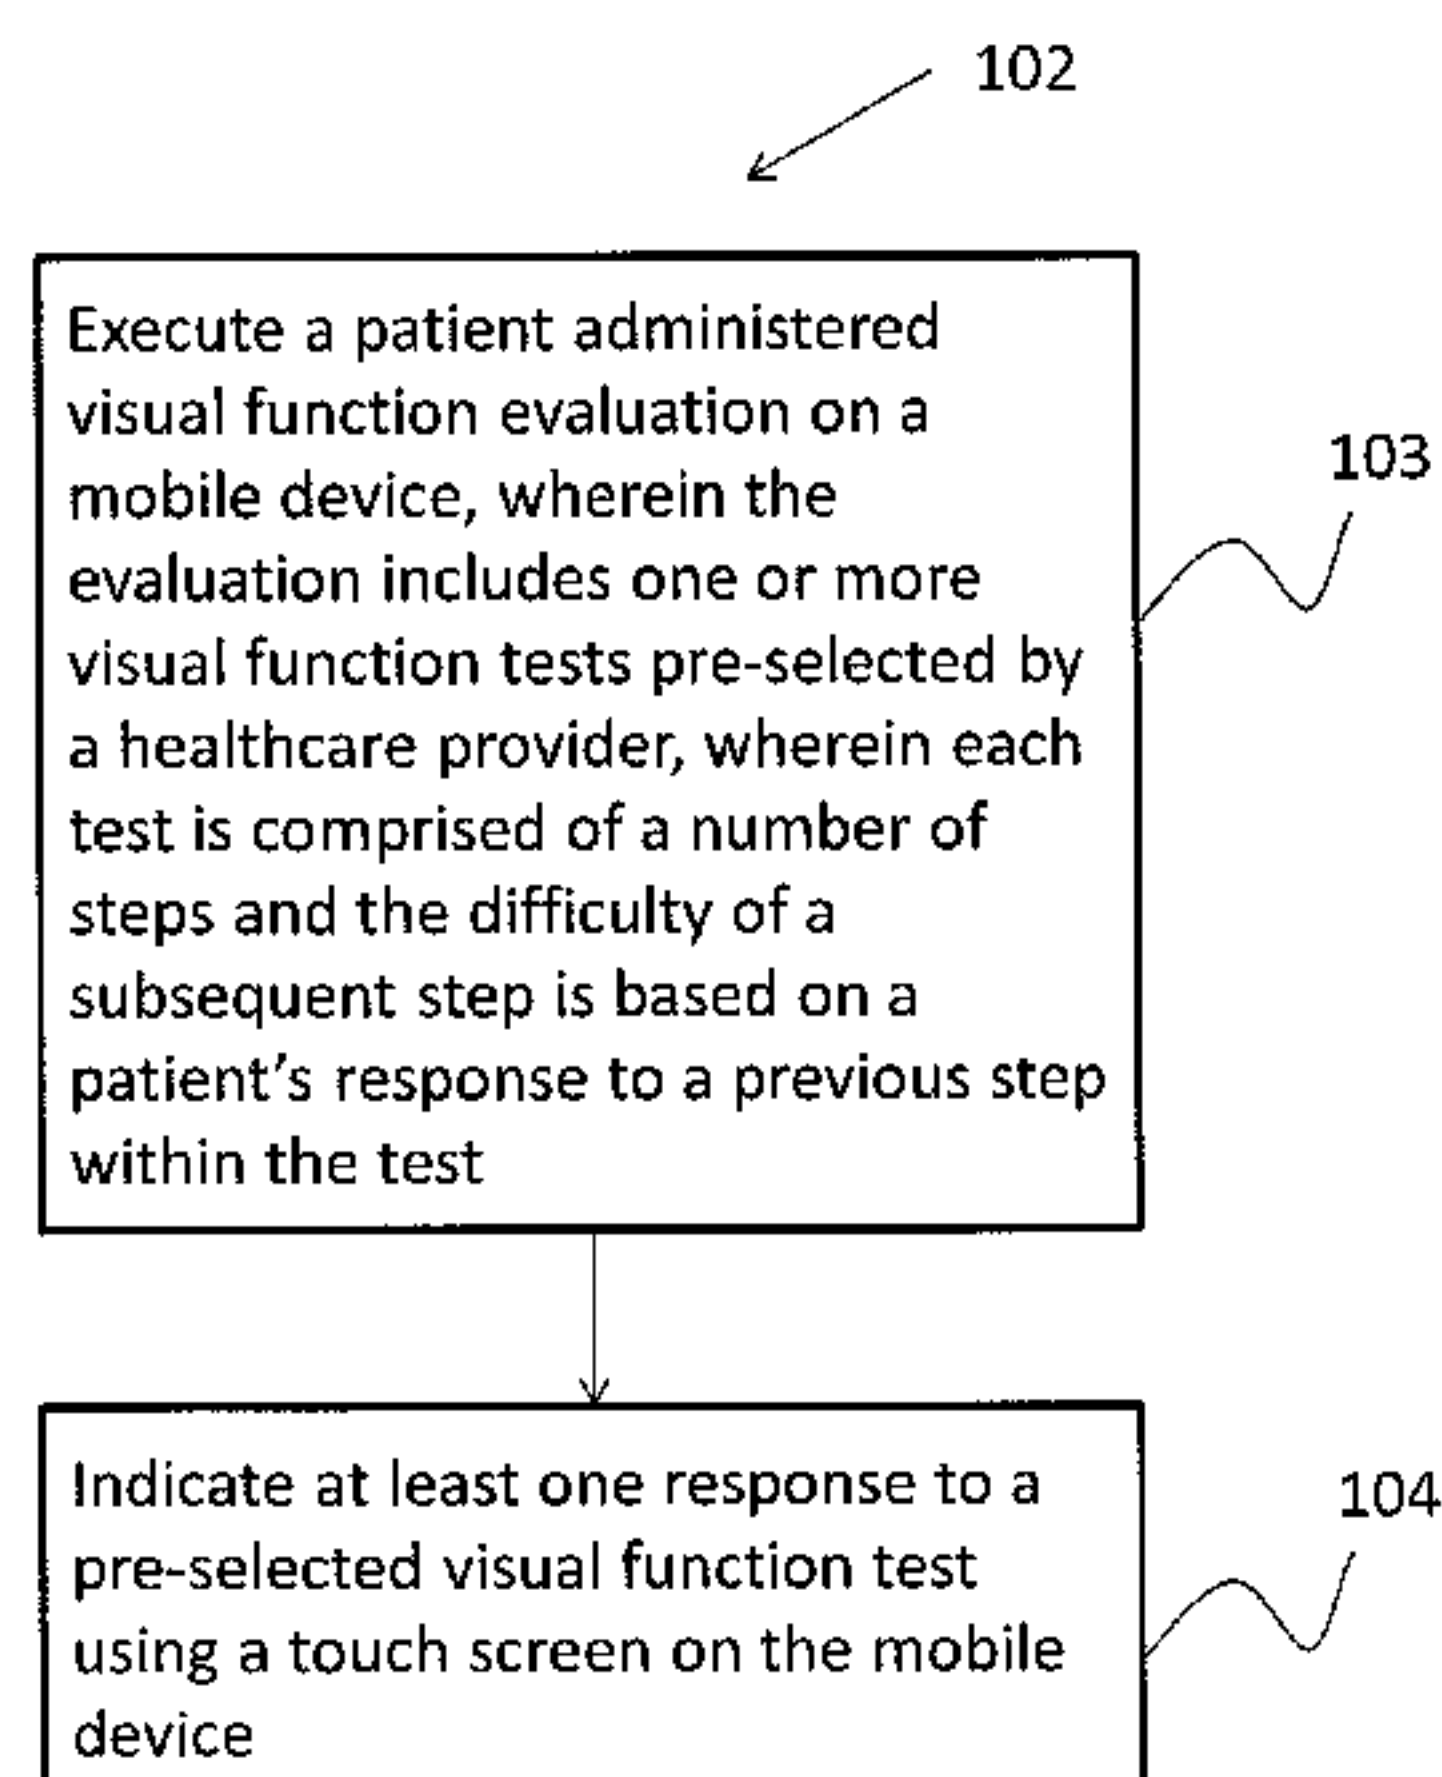 102
Execute a patient administered
visual function evaluation on a
mobile device, wherein the
evaluation includes one or more
visual function tests pre-selected by
a healthcare provider, wherein each
test is comprised of a number of
steps and the difficulty of a
subsequent step is based on a
patient's response to a previous step
within the test
103
Indicate at least one response to a
pre-selected visual function test
using a touch screen on the mobile
device
104